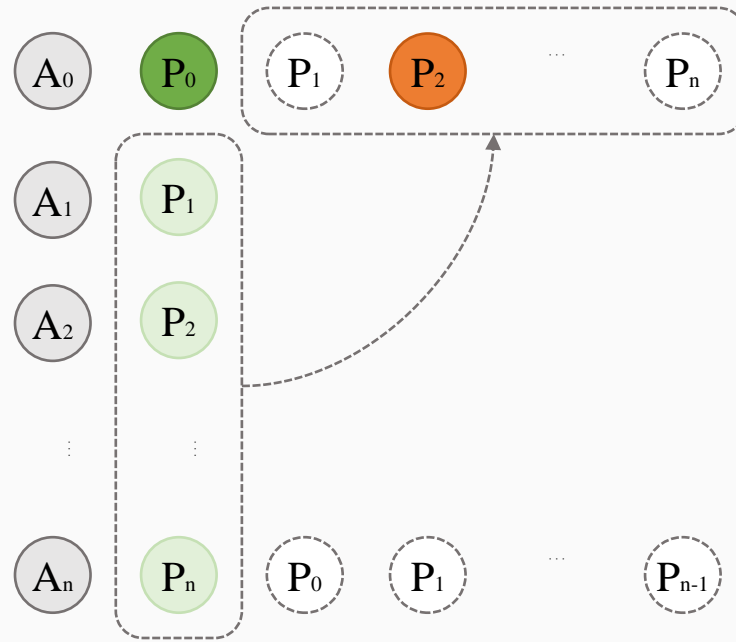 A₀ P₀ P₁ P₂ ... Pₙ
A₁ P₁
A₂ P₂
⋮ ⋮
Aₙ Pₙ P₀ P₁ ... Pₙ₋₁